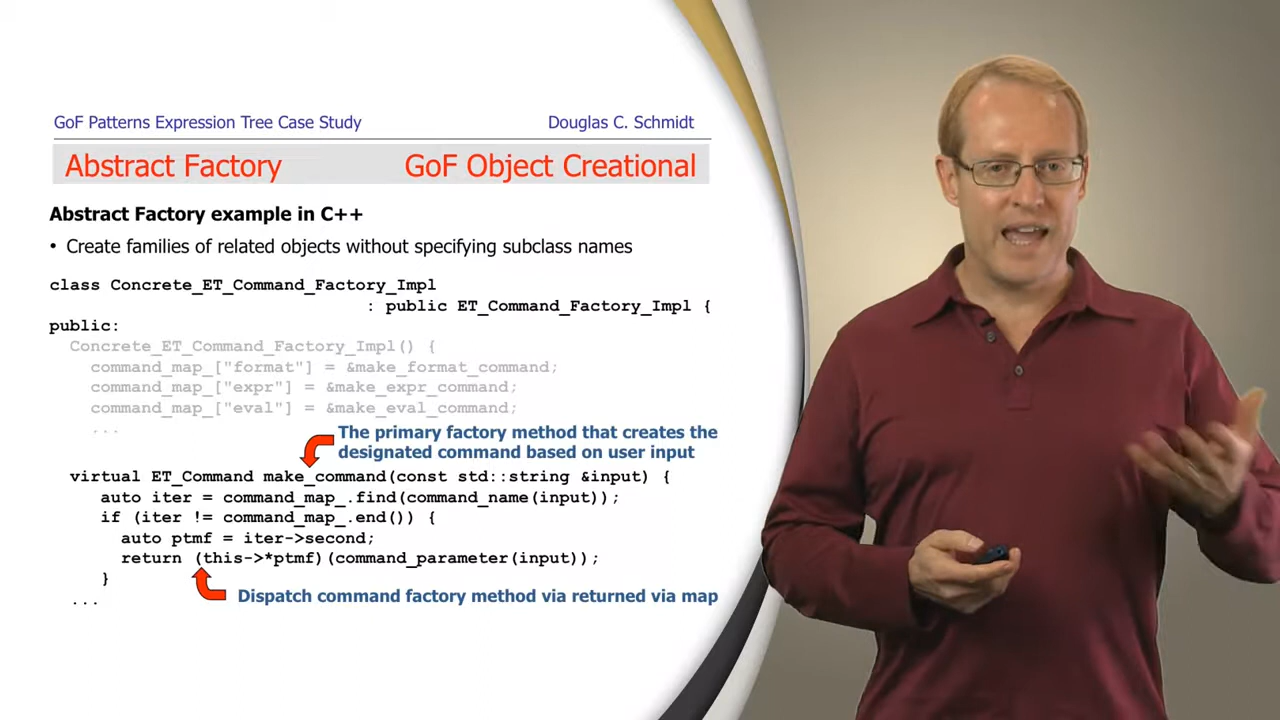 GoF Patterns Expression Tree Case Study Douglas C. Schmidt
Abstract Factory GoF Object Creational
Abstract Factory example in C++
• Create families of related objects without specifying subclass names
class Concrete_ET_Command_Factory_Impl
: public ET_Command_Factory_Impl {
public:
Concrete_ET_Command_Factory_Impl() {
command_map_["format"] = &make_format_command;
command_map_["expr"] = &make_expr_command;
command_map_["eval"] = &make_eval_command;
...
The primary factory method that creates the
designated command based on user input
virtual ET_Command make_command(const std::string &input) {
auto iter = command_map_.find(command_name(input));
if (iter != command_map_.end()) {
auto ptmf = iter->second;
return (this->*ptmf)(command_parameter(input));
}
...
Dispatch command factory method via returned via map